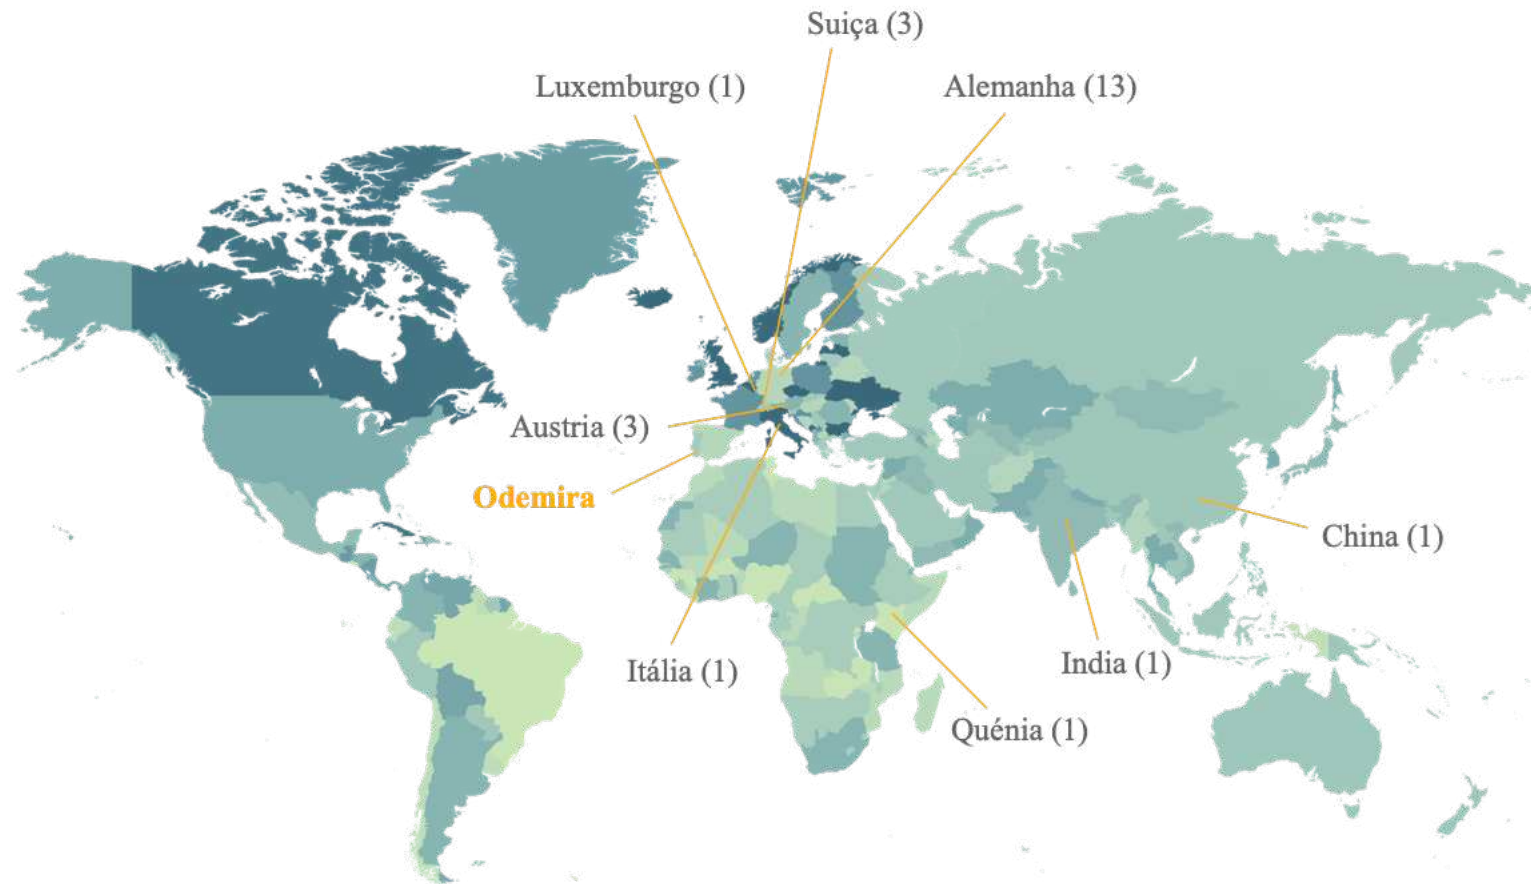 Suiça (3)
Luxemburgo (1)
Alemanha (13)
Austria (3)
Odemira
China (1)
Itália (1)
India (1)
Quénia (1)